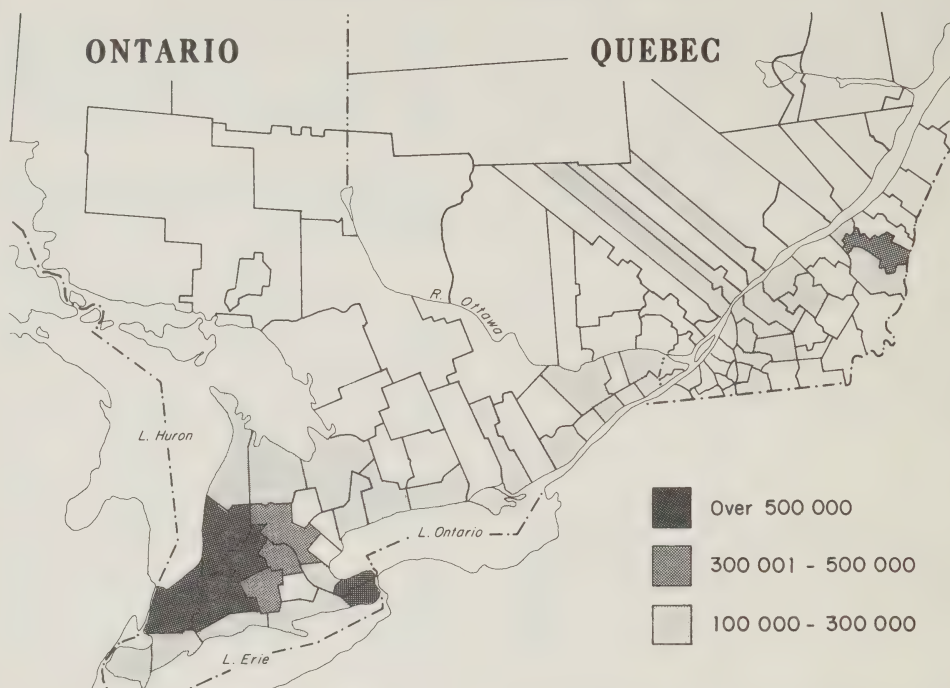 ONTARIO
QUEBEC
R. Ottawa
L. Huron
L. Ontario
L. Erie
Over 500 000
300 001 - 500 000
100 000 - 300 000